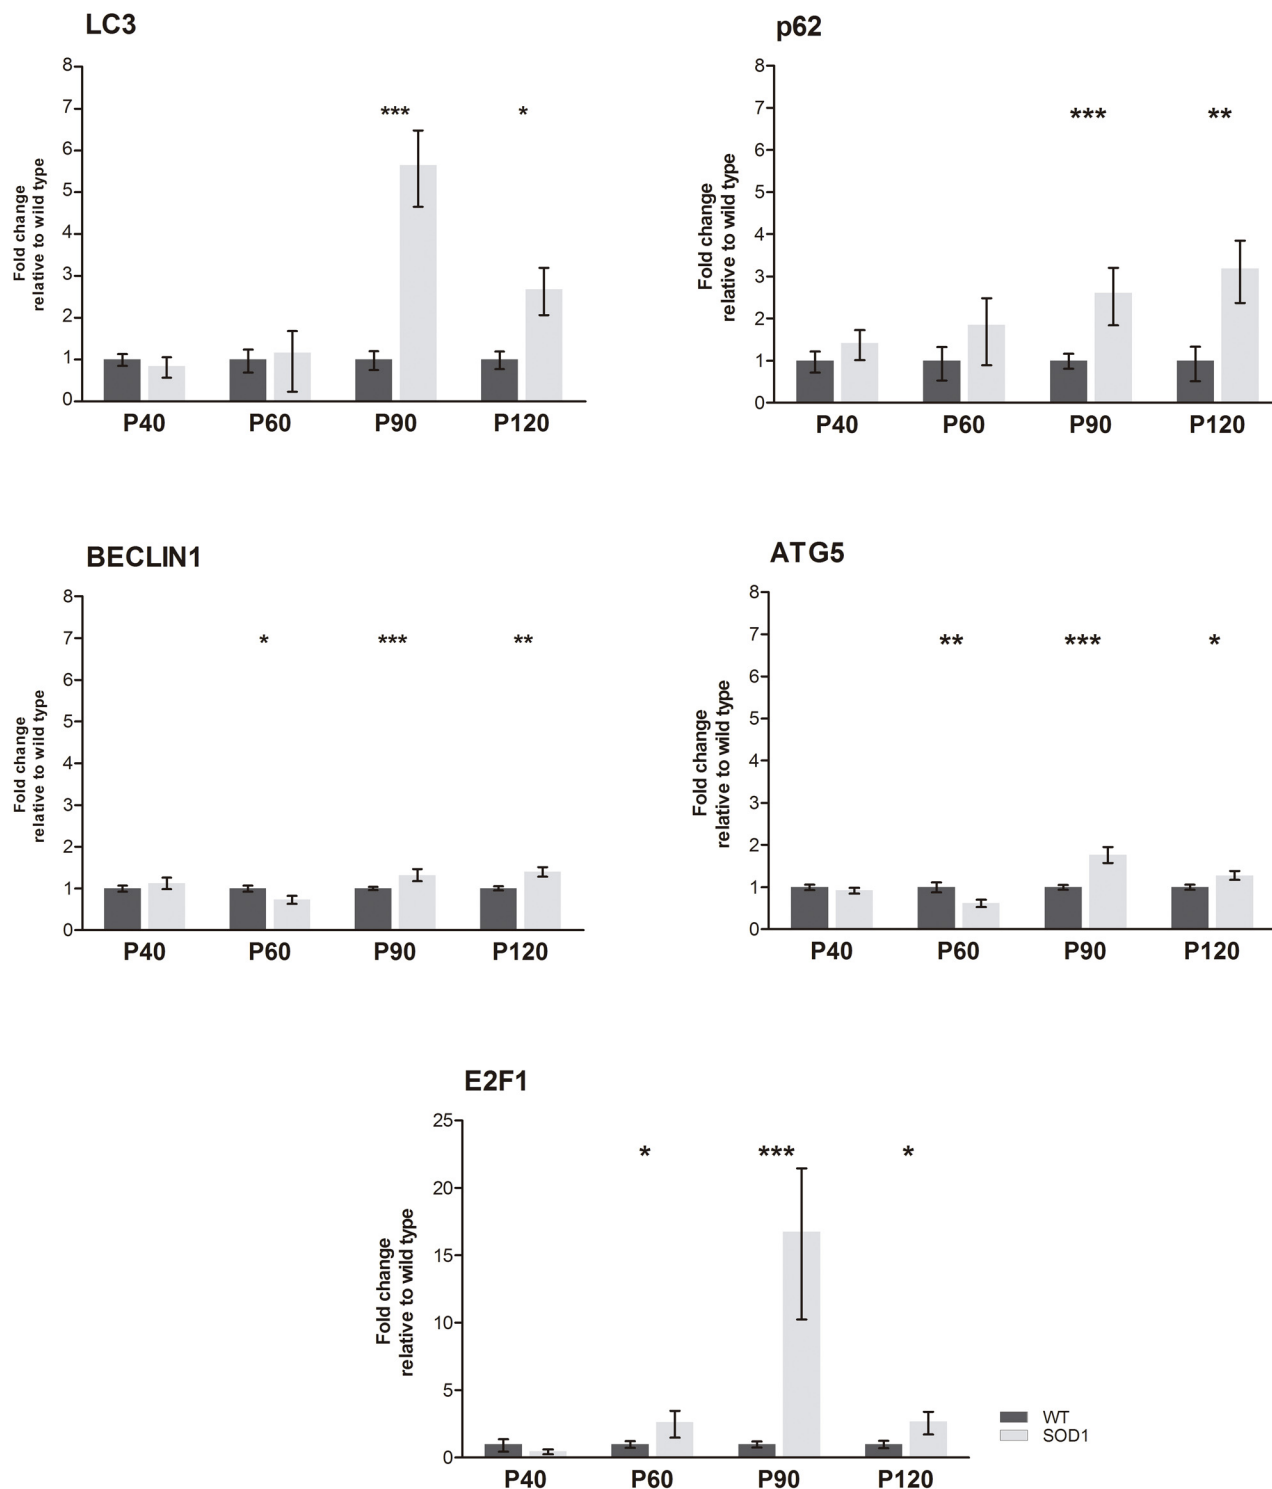 LC3
8
7
6
5
4
3
2
1
0
Fold change
relative to wild type
***
*
P40 P60 P90 P120
p62
8
7
6
5
4
3
2
1
0
Fold change
relative to wild type
***
**
P40 P60 P90 P120
BECLIN1
8
7
6
5
4
3
2
1
0
Fold change
relative to wild type
*
***
**
P40 P60 P90 P120
ATG5
8
7
6
5
4
3
2
1
0
Fold change
relative to wild type
**
***
*
P40 P60 P90 P120
E2F1
25
20
15
10
5
0
Fold change
relative to wild type
*
***
*
P40 P60 P90 P120
WT
SOD1